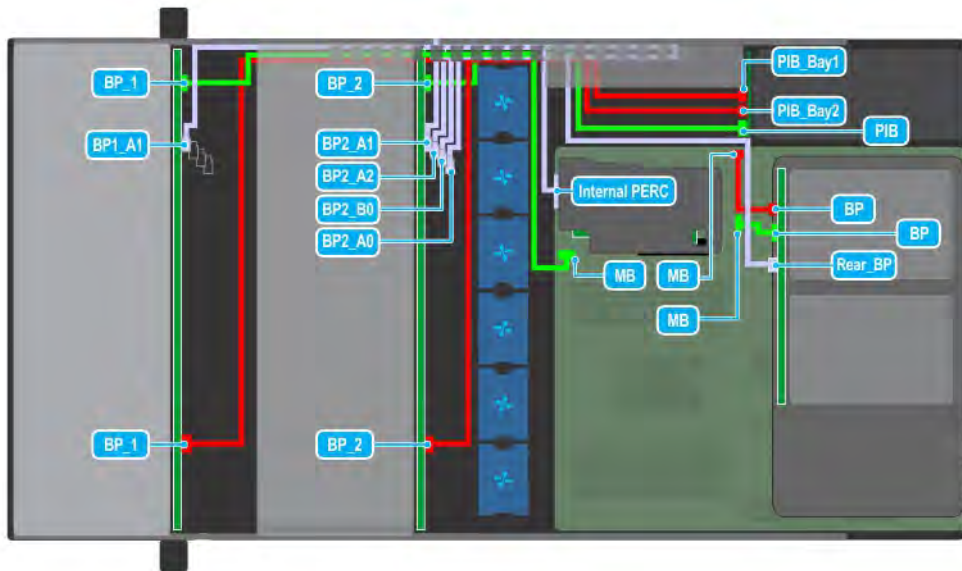 BP_1
BP_2
PIB_Bay1
PIB_Bay2
PIB
BP1_A1
BP2_A1
BP2_A2
BP2_B0
BP2_A0
Internal PERC
BP
BP
Rear_BP
MB
MB
MB
BP_1
BP_2